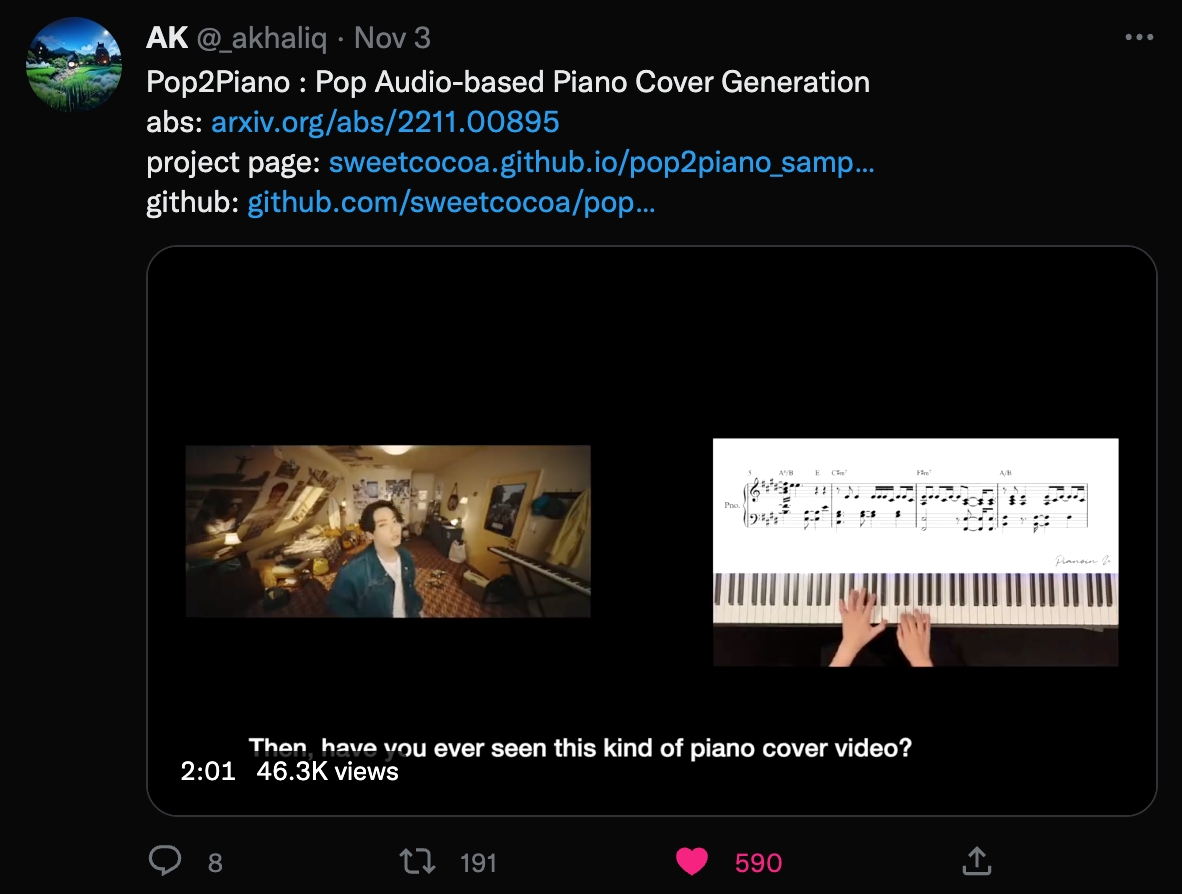 AK @_akhaliq · Nov 3
Pop2Piano : Pop Audio-based Piano Cover Generation
abs: arxiv.org/abs/2211.00895
project page: sweetcocoa.github.io/pop2piano_samp...
github: github.com/sweetcocoa/pop...
5 A⁹/B E C#m⁷ F#m⁷ A/B
Pno.
Then, have you ever seen this kind of piano cover video?
2:01 46.3K views
8 191 590